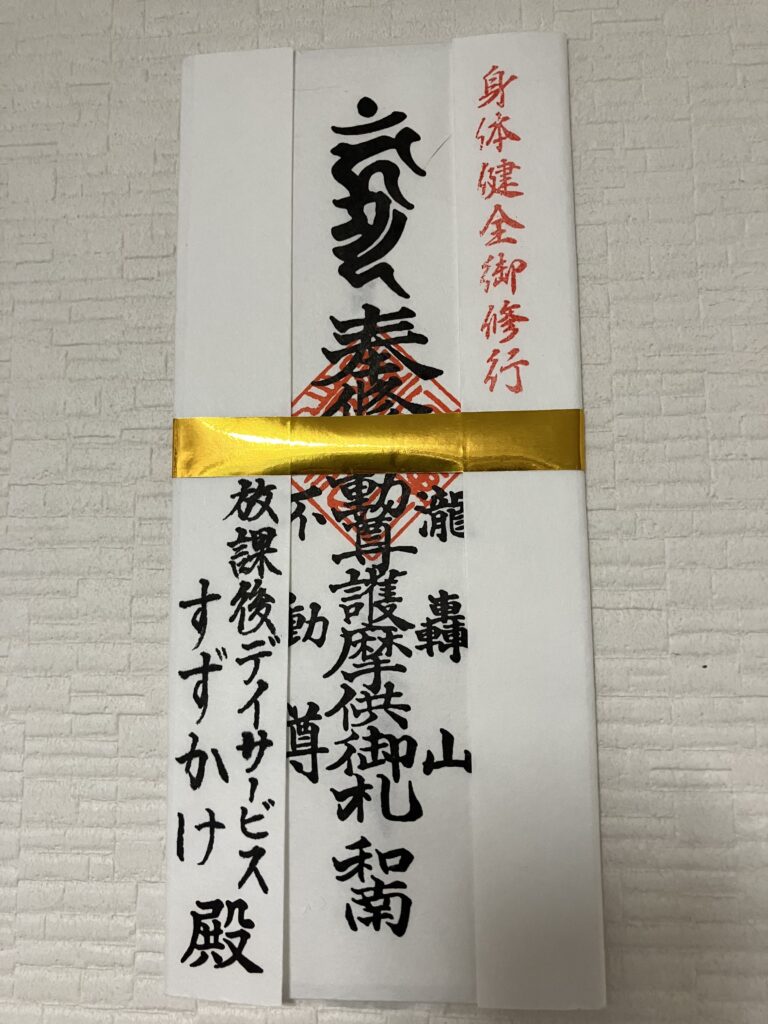 身体健全御修行
瀧轟山
奉修
動尊護摩供御札 和南
不動尊
放課後デイサービス
すずかけ 殿